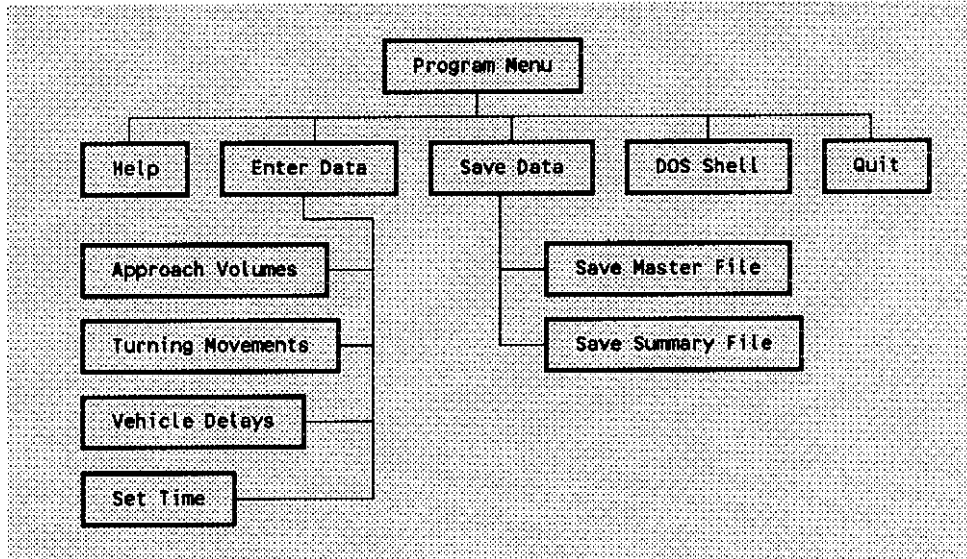 Program Menu
Help
Enter Data
Save Data
DOS Shell
Quit
Approach Volumes
Save Master File
Turning Movements
Save Summary File
Vehicle Delays
Set Time